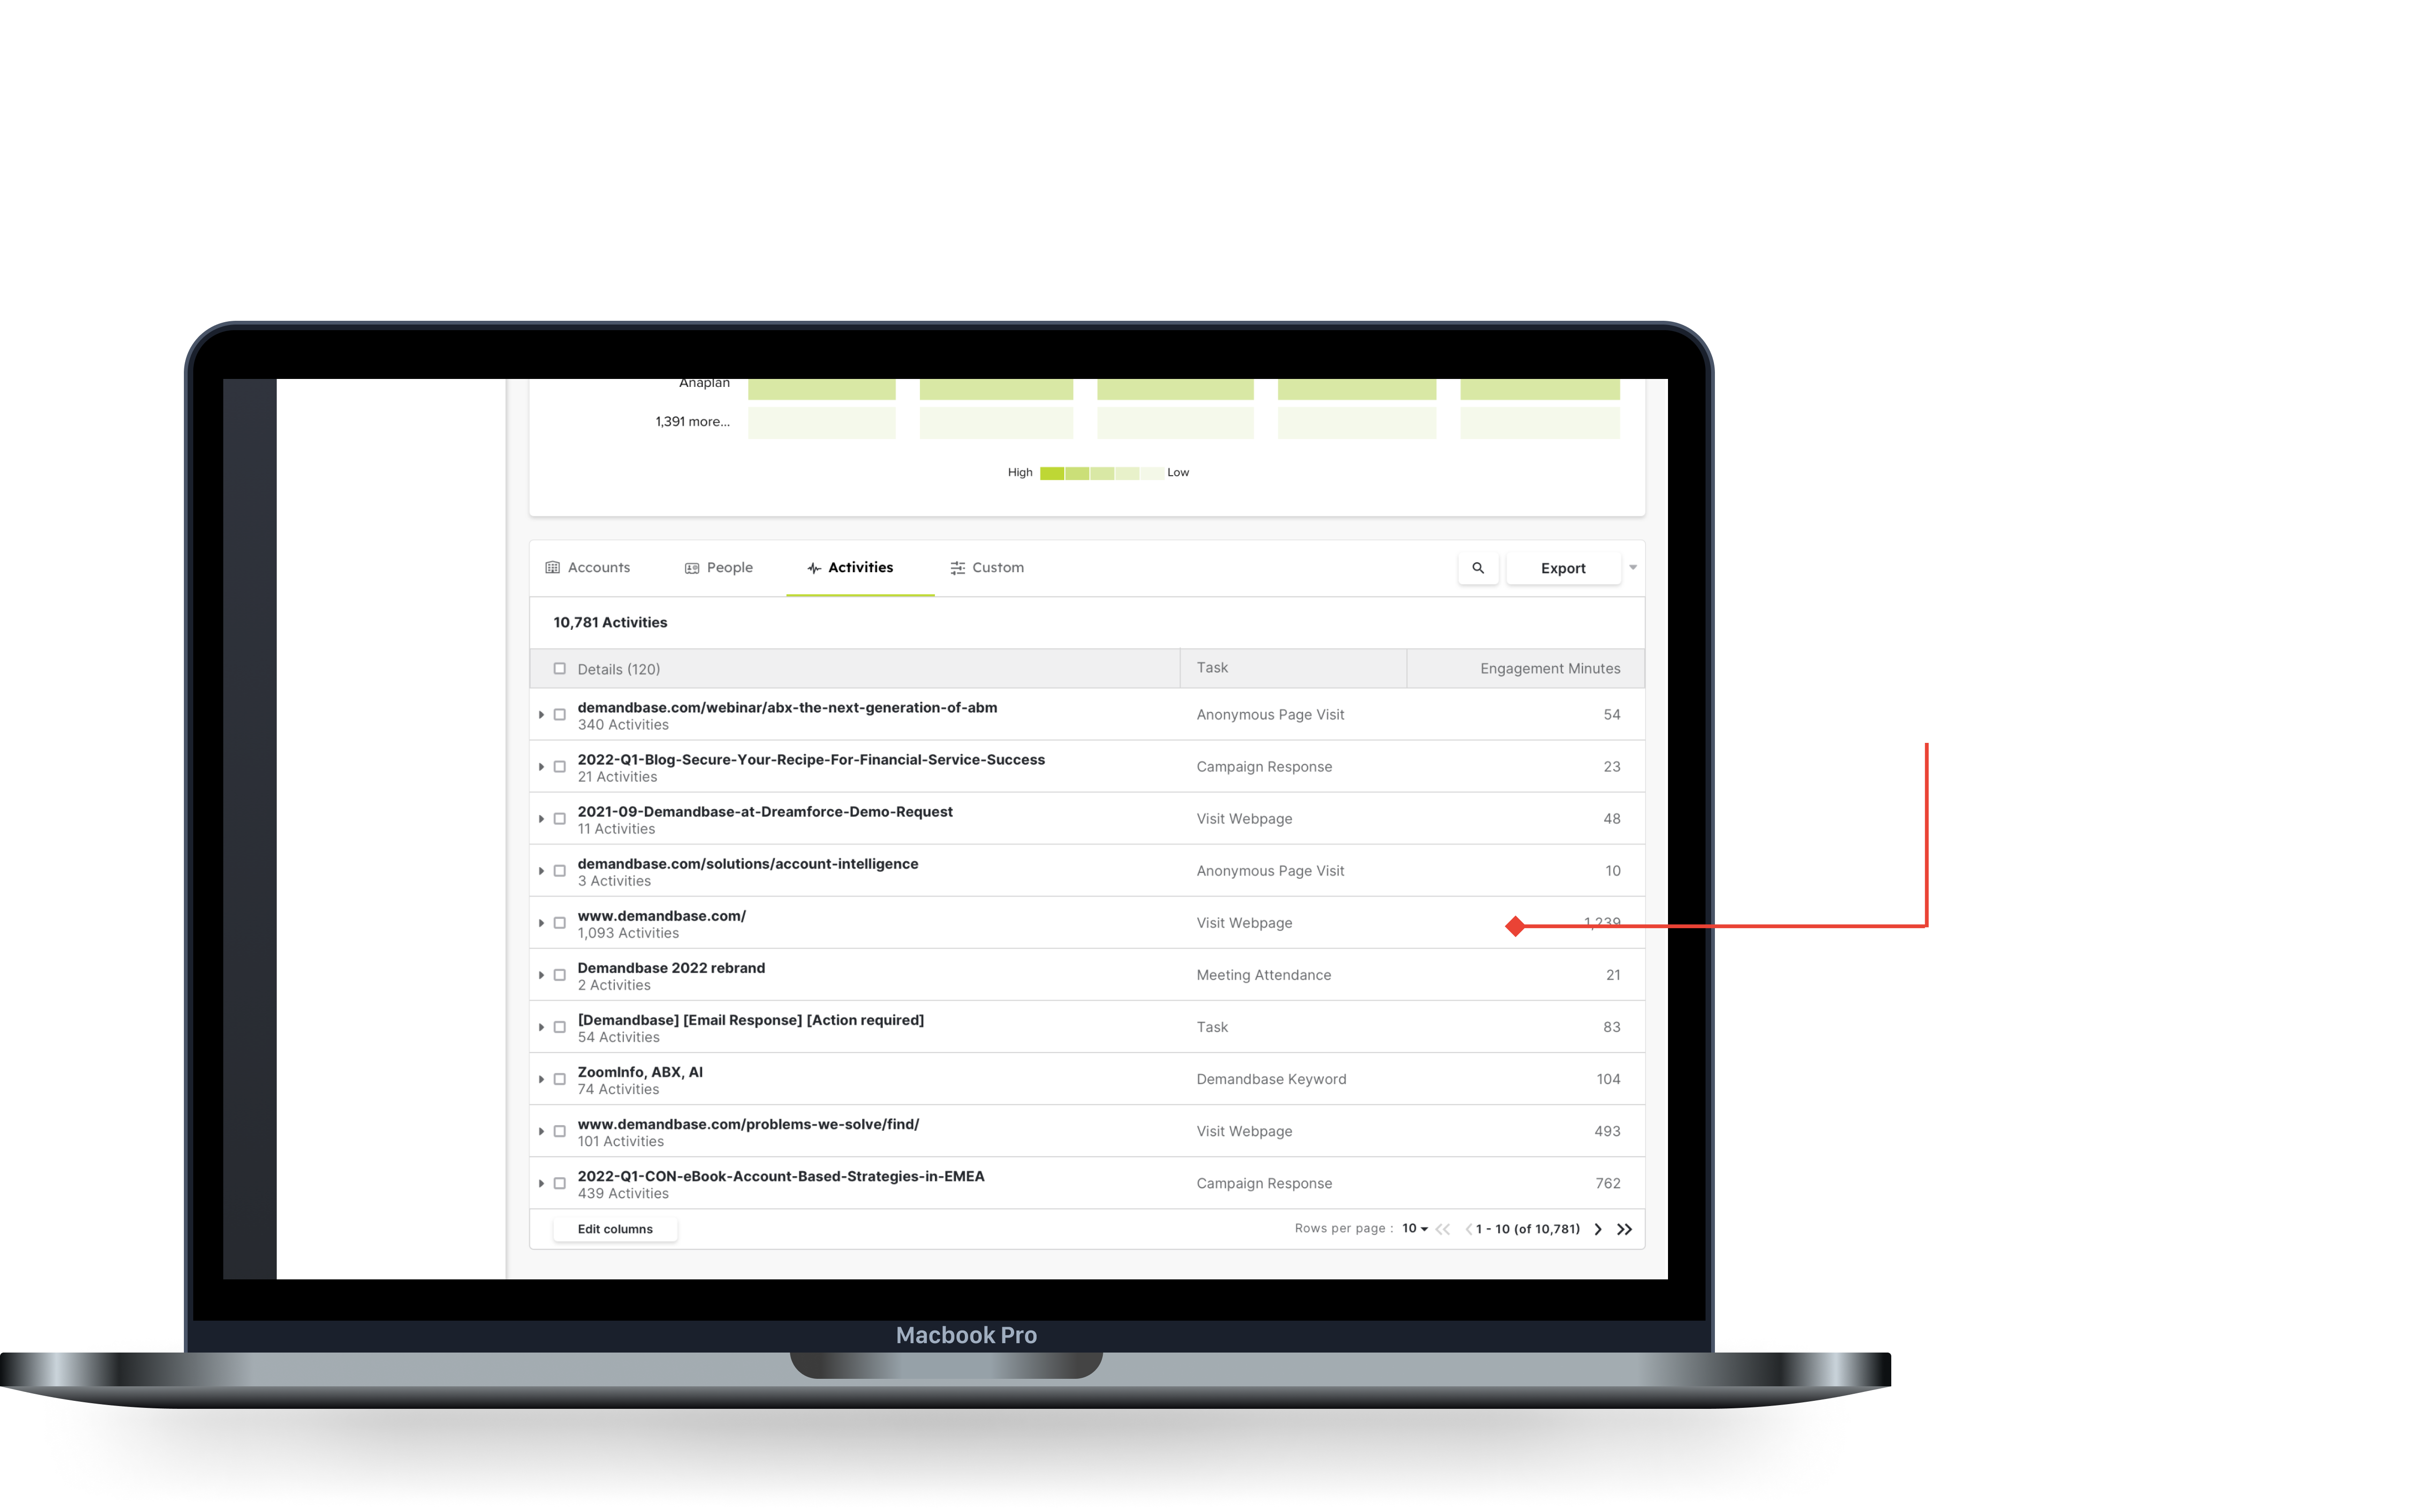 Anaplan
1,391 more...
High Low
Accounts People Activities Custom Export
10,781 Activities
Details (120) Task Engagement Minutes
demandbase.com/webinar/abx-the-next-generation-of-abm
340 Activities
Anonymous Page Visit 54
2022-Q1-Blog-Secure-Your-Recipe-For-Financial-Service-Success
21 Activities
Campaign Response 23
2021-09-Demandbase-at-Dreamforce-Demo-Request
11 Activities
Visit Webpage 48
demandbase.com/solutions/account-intelligence
3 Activities
Anonymous Page Visit 10
www.demandbase.com/
1,093 Activities
Visit Webpage 1,239
Demandbase 2022 rebrand
2 Activities
Meeting Attendance 21
[Demandbase] [Email Response] [Action required]
54 Activities
Task 83
ZoomInfo, ABX, AI
74 Activities
Demandbase Keyword 104
www.demandbase.com/problems-we-solve/find/
101 Activities
Visit Webpage 493
2022-Q1-CON-eBook-Account-Based-Strategies-in-EMEA
439 Activities
Campaign Response 762
Edit columns Rows per page : 10 1 - 10 (of 10,781)
Macbook Pro